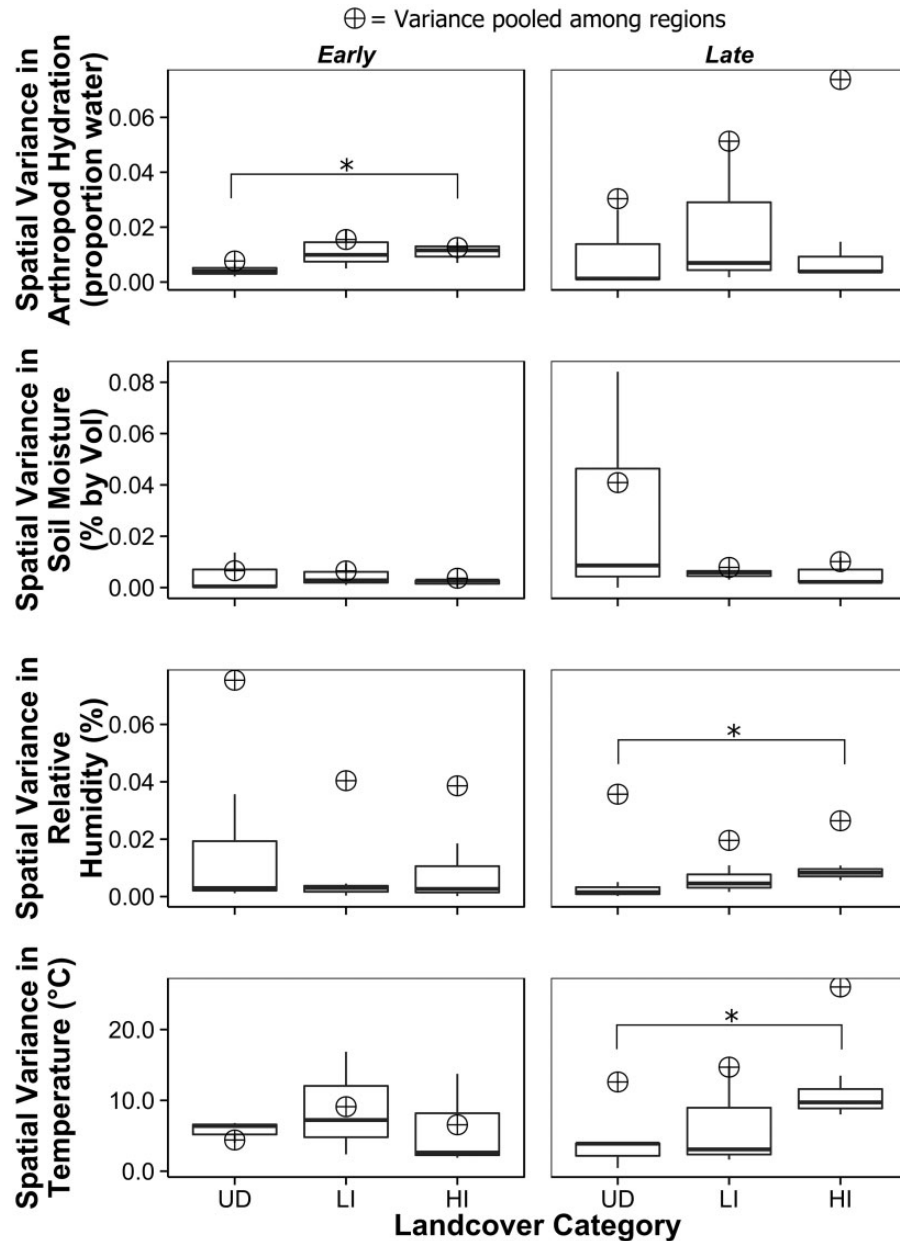 ⊕ = Variance pooled among regions
Early Late
Spatial Variance in
Arthropod Hydration
(proportion water)
0.06
0.04
0.02
0.00
*
Spatial Variance in
Soil Moisture
(% by Vol)
0.08
0.06
0.04
0.02
0.00
Spatial Variance in
Relative
Humidity (%)
0.06
0.04
0.02
0.00
*
Spatial Variance in
Temperature (°C)
20.0
10.0
0.0
*
UD LI HI UD LI HI
Landcover Category